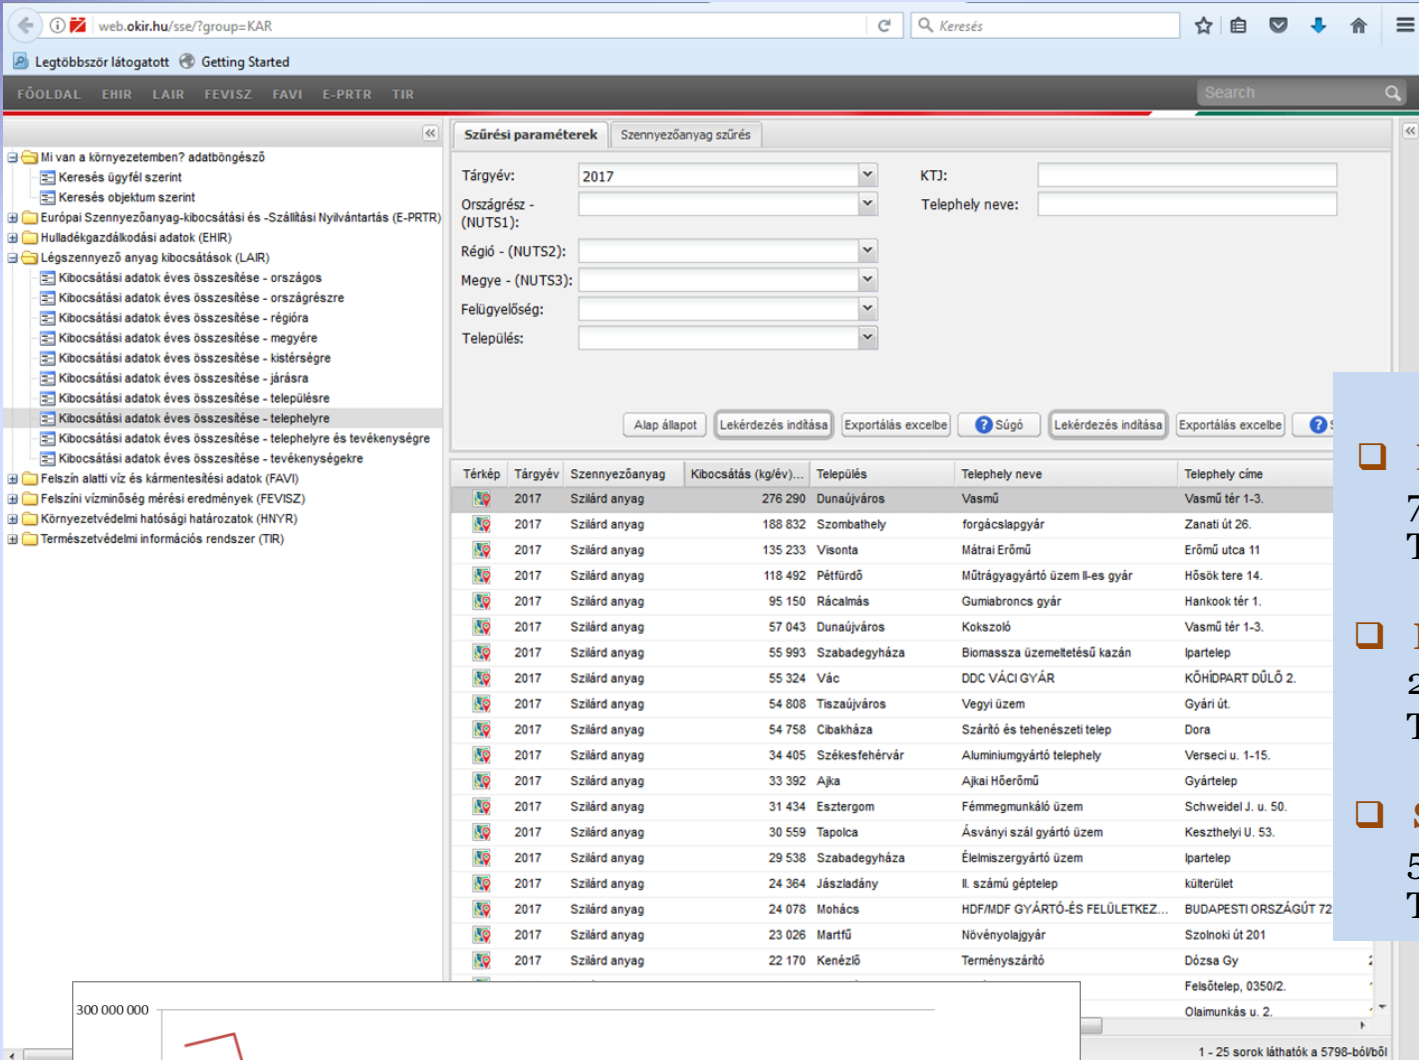 web.okir.hu/sse/?group=KAR
Keresés
Legtöbbször látogatott
Getting Started
FŐOLDAL EHIR LAIR FEVISZ FAVI E-PRTR TIR
Search
Mi van a környezetemben? adatböngésző
Keresés ügyfél szerint
Keresés objektum szerint
Európai Szennyezőanyag-kibocsátási és -Szállítási Nyilvántartás (E-PRTR)
Hulladékgazdálkodási adatok (EHIR)
Légszennyező anyag kibocsátások (LAIR)
Kibocsátási adatok éves összesítése - országos
Kibocsátási adatok éves összesítése - országrészre
Kibocsátási adatok éves összesítése - régióra
Kibocsátási adatok éves összesítése - megyére
Kibocsátási adatok éves összesítése - kistérségre
Kibocsátási adatok éves összesítése - járásra
Kibocsátási adatok éves összesítése - településre
Kibocsátási adatok éves összesítése - telephelyre
Kibocsátási adatok éves összesítése - telephelyre és tevékenységre
Kibocsátási adatok éves összesítése - tevékenységekre
Felszín alatti víz és kármentesítési adatok (FAVI)
Felszíni vízminőség mérési eredmények (FEVISZ)
Környezetvédelmi hatósági határozatok (HNYR)
Természetvédelmi információs rendszer (TIR)
Szűrési paraméterek Szennyezőanyag szűrés
Tárgyév: 2017 KTJ:
Országrész - (NUTS1): Telephely neve:
Régió - (NUTS2):
Megye - (NUTS3):
Felügyelőség:
Település:
Alap állapot Lekérdezés indítása Exportálás excelbe Súgó Lekérdezés indítása Exportálás excelbe
Térkép Tárgyév Szennyezőanyag Kibocsátás (kg/év)... Település Telephely neve Telephely címe
2017 Szilárd anyag 276 290 Dunaújváros Vasmű Vasmű tér 1-3.
2017 Szilárd anyag 188 832 Szombathely forgácslapgyár Zanati út 26.
2017 Szilárd anyag 135 233 Visonta Mátrai Erőmű Erőmű utca 11
2017 Szilárd anyag 118 492 Pétfürdő Műtrágyagyártó üzem II-es gyár Hősök tere 14.
2017 Szilárd anyag 95 150 Rácalmás Gumiabroncs gyár Hankook tér 1.
2017 Szilárd anyag 57 043 Dunaújváros Kokszoló Vasmű tér 1-3.
2017 Szilárd anyag 55 993 Szabadegyháza Biomassza üzemeltetésű kazán Ipartelep
2017 Szilárd anyag 55 324 Vác DDC VÁCI GYÁR KŐHÍDPART DŰLŐ 2.
2017 Szilárd anyag 54 808 Tiszaújváros Vegyi üzem Gyári út.
2017 Szilárd anyag 54 758 Cibakháza Szárító és tehenészeti telep Dora
2017 Szilárd anyag 34 405 Székesfehérvár Aluminiumgyártó telephely Verseci u. 1-15.
2017 Szilárd anyag 33 392 Ajka Ajkai Hőerőmű Gyártelep
2017 Szilárd anyag 31 434 Esztergom Fémmegmunkáló üzem Schweidel J. u. 50.
2017 Szilárd anyag 30 559 Tapolca Ásványi szál gyártó üzem Keszthelyi U. 53.
2017 Szilárd anyag 29 538 Szabadegyháza Élelmiszergyártó üzem Ipartelep
2017 Szilárd anyag 24 364 Jászladány II. számú géptelep külterület
2017 Szilárd anyag 24 078 Mohács HDF/MDF GYÁRTÓ-ÉS FELÜLETKEZ... BUDAPESTI ORSZÁGÚT 72
2017 Szilárd anyag 23 026 Martfű Növényolajgyár Szolnoki út 201
2017 Szilárd anyag 22 170 Kenézlő Terményszárító Dózsa Gy
Felsőtelep, 0350/2.
Olajmunkás u. 2.
1 - 25 sorok láthatók a 5798-ból/ből
300 000 000